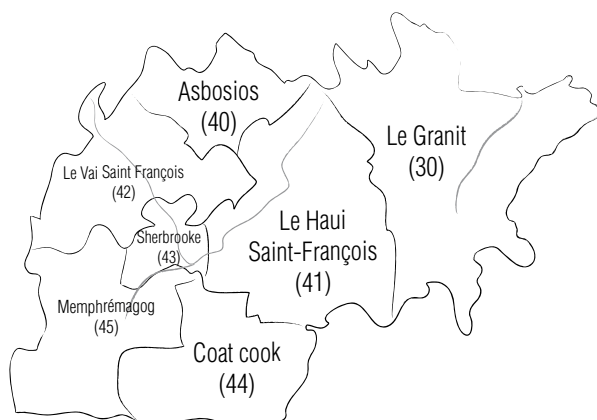 Asbosios
(40)
Le Granit
(30)
Le Vai Saint François
(42)
Le Haui
Saint-François
(41)
Sherbrooke
(43)
Memphrémagog
(45)
Coat cook
(44)